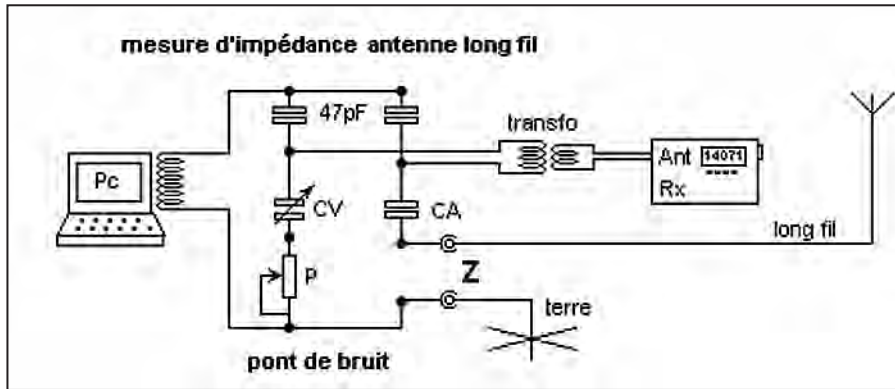 mesure d'impédance antenne long fil
47pF
transfo
Ant 14071
Rx
Pc
CV
CA
long fil
P
Z
terre
pont de bruit